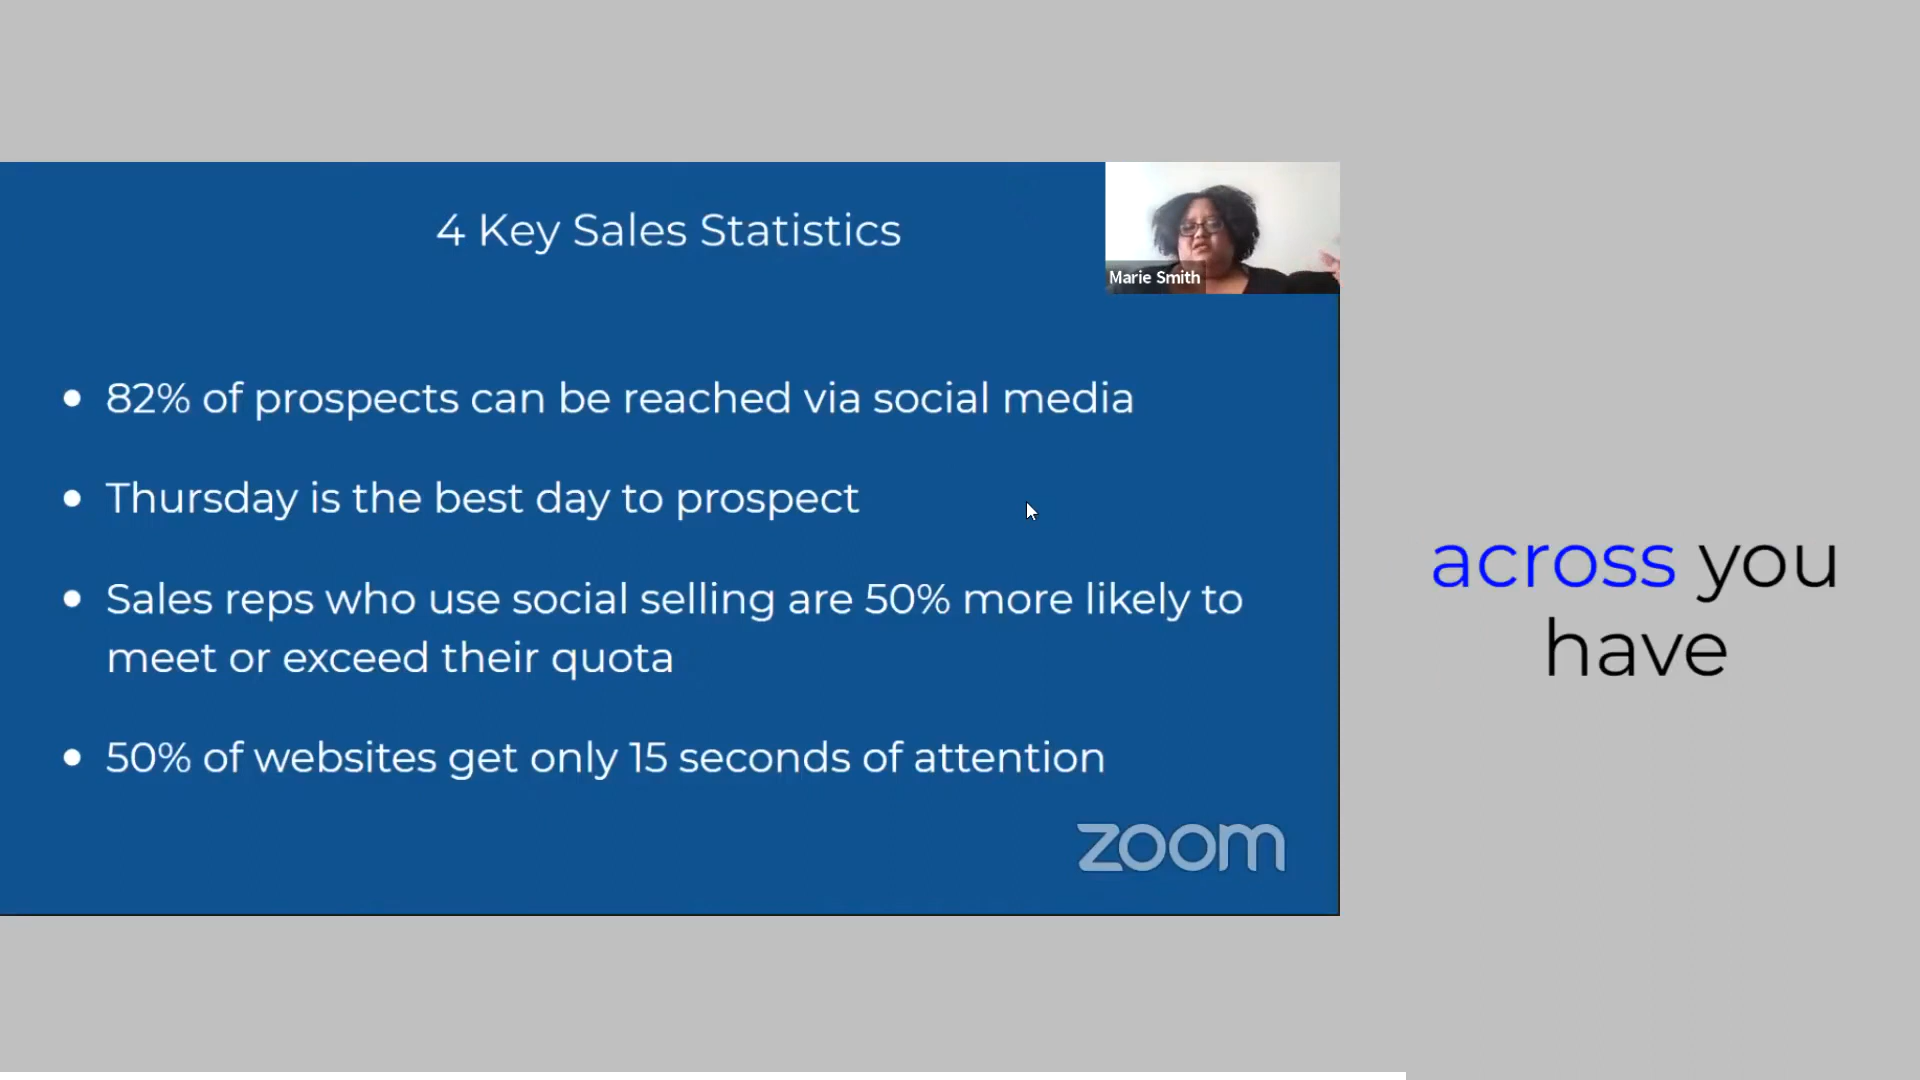 4 Key Sales Statistics
Marie Smith
• 82% of prospects can be reached via social media
• Thursday is the best day to prospect
• Sales reps who use social selling are 50% more likely to
meet or exceed their quota
• 50% of websites get only 15 seconds of attention
zoom
across you
have